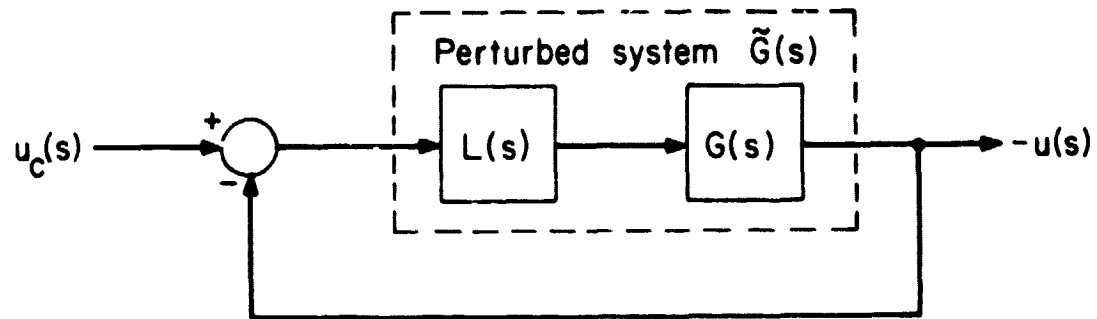 Perturbed system G̃(s)
u_c(s)
+
-
L(s)
G(s)
-u(s)